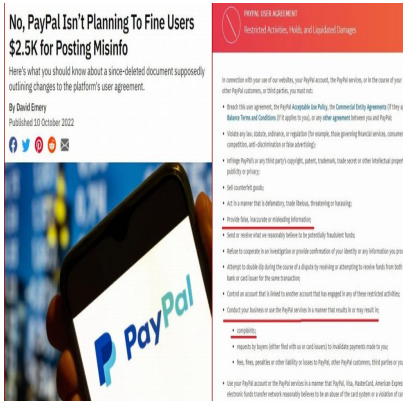 No, PayPal Isn't Planning To Fine Users
$2.5K for Posting Misinfo
Here's what you should know about a since-deleted document supposedly
outlining changes to the platform's user agreement.
By David Emery
Published 10 October 2022
PayPal
PAYPAL USER AGREEMENT
Restricted Activities, Holds, and Liquidated Damages
In connection with your use of our websites, your PayPal account, the PayPal services, or in the course of your
other PayPal customers, or third parties, you must not:
• Breach this user agreement, the PayPal Acceptable Use Policy, the Commercial Entity Agreements (if they a
Balance Terms and Conditions (if it applies to you), or any other agreement between you and PayPal;
• Violate any law, statute, ordinance, or regulation (for example, those governing financial services, consumer
competition, anti-discrimination or false advertising);
• Infringe PayPal's or any third party's copyright, patent, trademark, trade secret or other intellectual propert
publicity or privacy;
• Sell counterfeit goods;
• Act in a manner that is defamatory, trade libelous, threatening or harassing;
• Provide false, inaccurate or misleading information;
• Send or receive what we reasonably believe to be potentially fraudulent funds;
• Refuse to cooperate in an investigation or provide confirmation of your identity or any information you prov
• Attempt to double dip during the course of a dispute by receiving or attempting to receive funds from both
bank or card issuer for the same transaction;
• Control an account that is linked to another account that has engaged in any of these restricted activities;
• Conduct your business or use the PayPal services in a manner that results in or may result in;
• complaints;
• requests by buyers (either filed with us or card issuers) to invalidate payments made to you;
• fees, fines, penalties or other liability or losses to PayPal, other PayPal customers, third parties or you
• Use your PayPal account or the PayPal services in a manner that PayPal, Visa, MasterCard, American Express
electronic funds transfer network reasonably believes to be an abuse of the card system or a violation of car